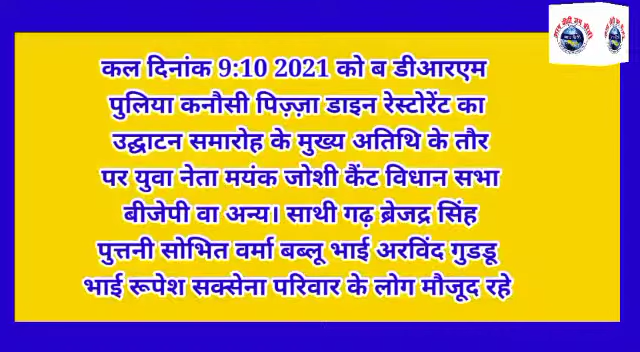 कल दिनांक 9:10 2021 को ब डीआरएम
पुलिया कनौसी पिज़्ज़ा डाइन रेस्टोरेंट का
उद्घाटन समारोह के मुख्य अतिथि के तौर
पर युवा नेता मयंक जोशी कैंट विधान सभा
बीजेपी वा अन्य। साथी गढ़ ब्रेजद्र सिंह
पुत्तनी सोभित वर्मा बब्लू भाई अरविंद गुडडू
भाई रूपेश सक्सेना परिवार के लोग मौजूद रहे